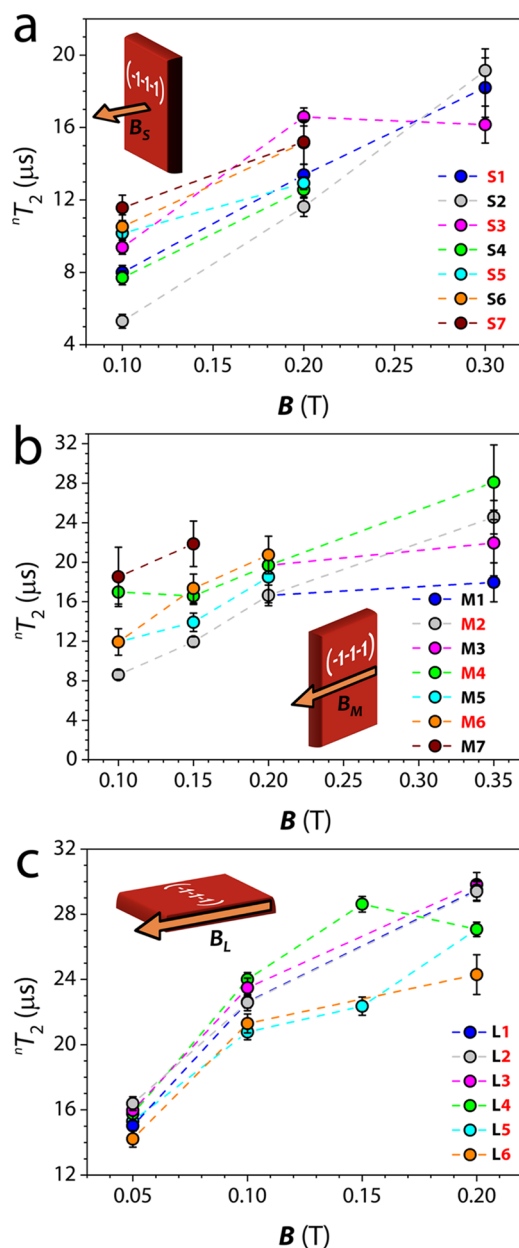 a
20
16
12
8
4
ⁿT₂ (μs)
(-1-1-1)
B_S
S1
S2
S3
S4
S5
S6
S7
0.10 0.15 0.20 0.25 0.30
B (T)
b
32
28
24
20
16
12
8
4
0
ⁿT₂ (μs)
(-1-1-1)
B_M
M1
M2
M3
M4
M5
M6
M7
0.10 0.15 0.20 0.25 0.30 0.35
B (T)
c
32
28
24
20
16
12
ⁿT₂ (μs)
(-1-1-1)
B_L
L1
L2
L3
L4
L5
L6
0.05 0.10 0.15 0.20
B (T)